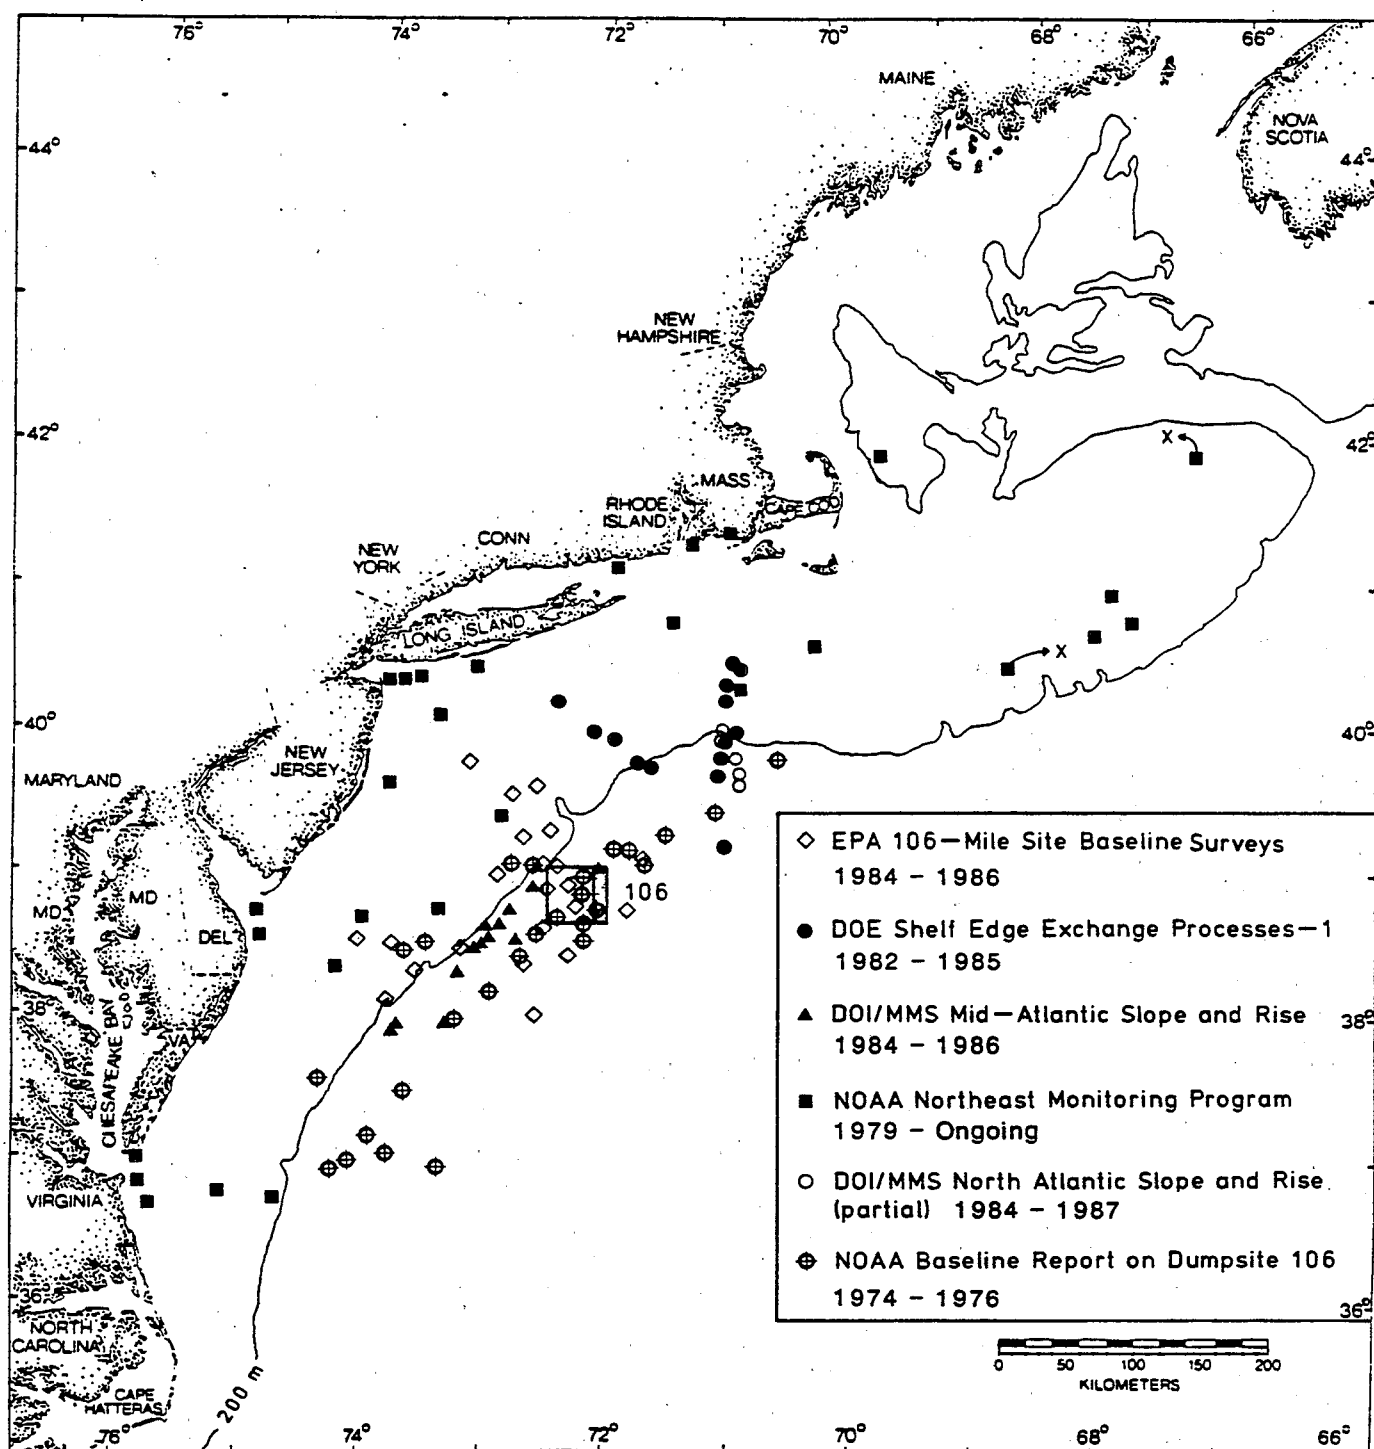 76° 74° 72° 70° 68° 66°
MAINE
NOVA
SCOTIA
44° 44°
NEW
HAMPSHIRE
42° 42°
X
MASS
RHODE
ISLAND
CAPE COD
CONN
NEW
YORK
LONG ISLAND
X
40° 40°
NEW
JERSEY
MARYLAND
MD
MD
DEL
106
38° 38°
CHESAPEAKE BAY
VA
VIRGINIA
36° 36°
NORTH
CAROLINA
CAPE
HATTERAS
200 m
EPA 106-Mile Site Baseline Surveys
1984 - 1986
DOE Shelf Edge Exchange Processes-1
1982 - 1985
DOI/MMS Mid-Atlantic Slope and Rise
1984 - 1986
NOAA Northeast Monitoring Program
1979 - Ongoing
DOI/MMS North Atlantic Slope and Rise
(partial) 1984 - 1987
NOAA Baseline Report on Dumpsite 106
1974 - 1976
0 50 100 150 200
KILOMETERS
76° 74° 72° 70° 68° 66°